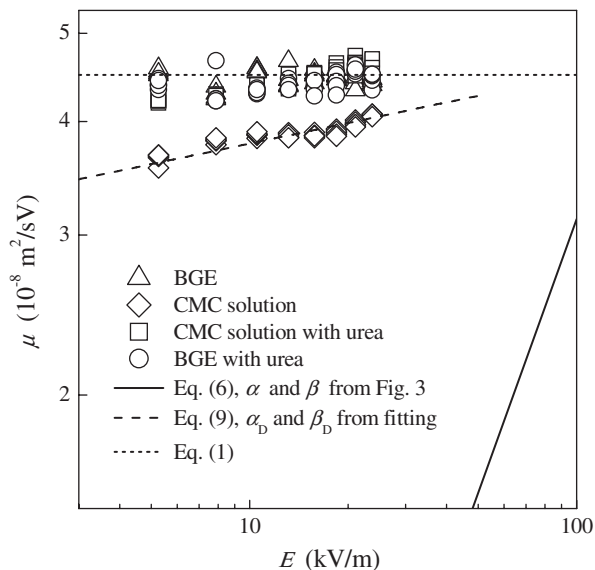 5
4
3
2
μ (10⁻⁸ m²/sV)
BGE
CMC solution
CMC solution with urea
BGE with urea
Eq. (6), α and β from Fig. 3
Eq. (9), α_D and β_D from fitting
Eq. (1)
10
100
E (kV/m)